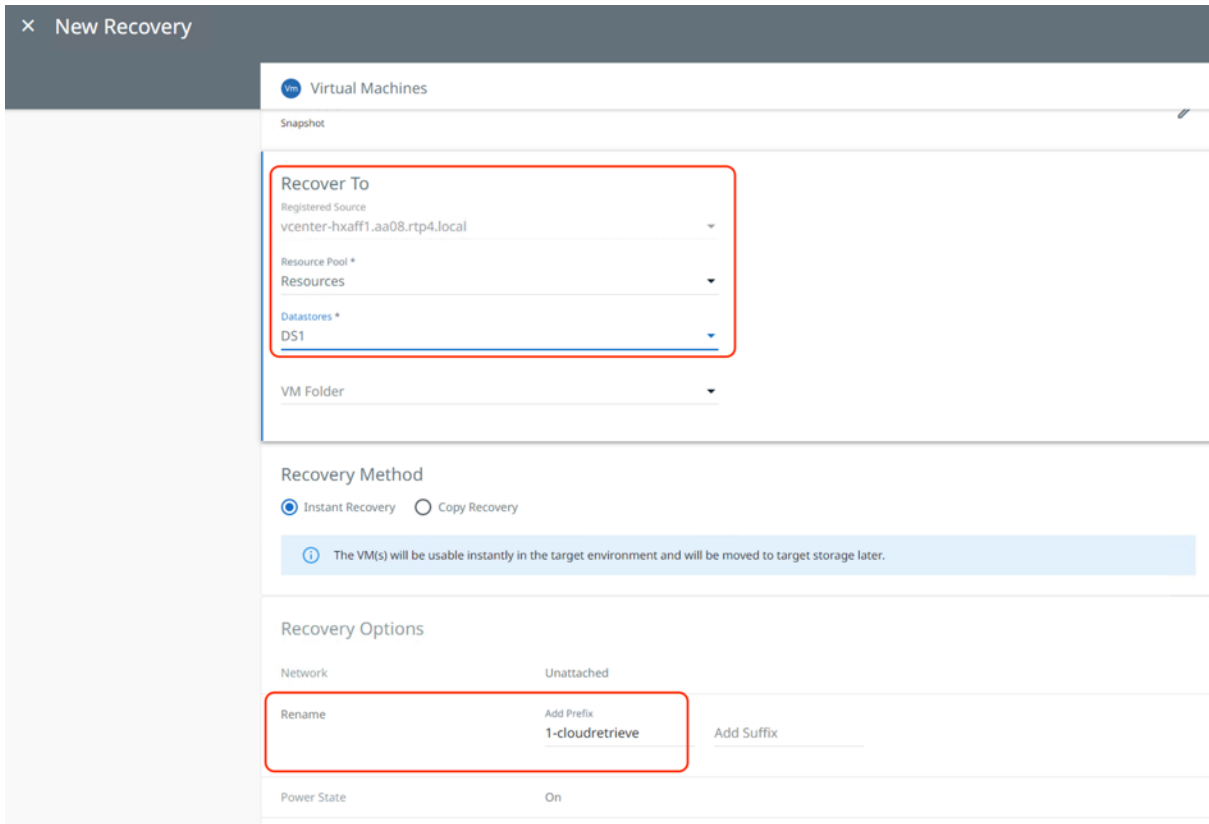 × New Recovery
Vm Virtual Machines
Snapshot
Recover To
Registered Source
vcenter-hxaff1.aa08.rtp4.local
Resource Pool *
Resources
Datastores *
DS1
VM Folder
Recovery Method
Instant Recovery Copy Recovery
The VM(s) will be usable instantly in the target environment and will be moved to target storage later.
Recovery Options
Network Unattached
Rename Add Prefix
1-cloudretrieve Add Suffix
Power State On